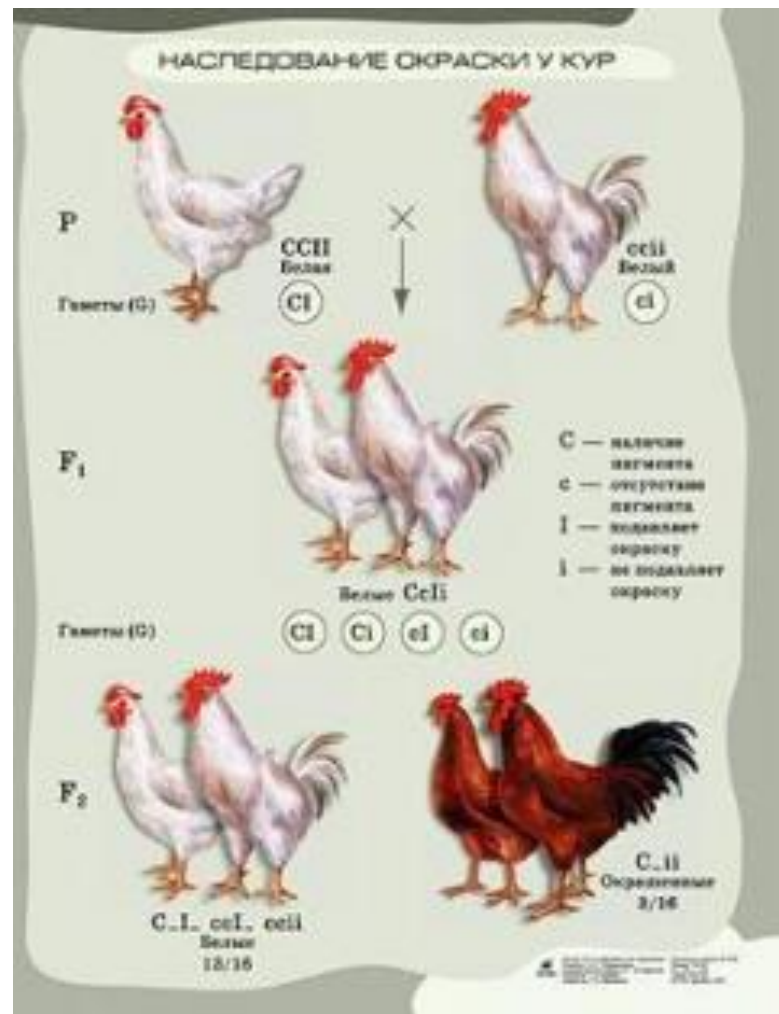 НАСЛЕДОВАНИЕ ОКРАСКИ У КУР
P
CCII
Белая
ccii
Белый
Гаметы (G)
CI
ci
F₁
C — наличие
пигмента
c — отсутствие
пигмента
I — подавляет
окраску
i — не подавляет
окраску
Белые CcIi
Гаметы (G)
CI
Ci
cI
ci
F₂
C_I_ ccI_ ccii
Белые
13/16
C_ii
Окрашенные
3/16